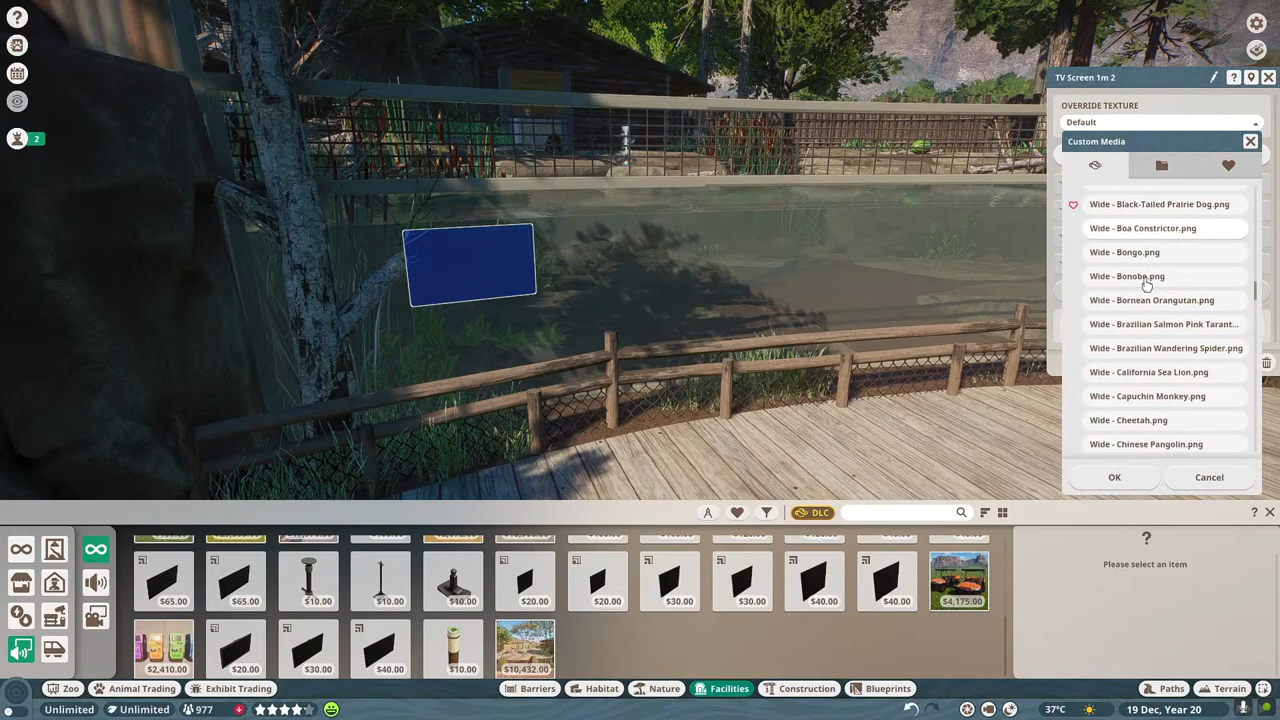 2
TV Screen 1m 2
?
OVERRIDE TEXTURE
Default
Custom Media
Wide - Black-Tailed Prairie Dog.png
Wide - Boa Constrictor.png
Wide - Bongo.png
Wide - Bonobo.png
Wide - Bornean Orangutan.png
Wide - Brazilian Salmon Pink Tarant...
Wide - Brazilian Wandering Spider.png
Wide - California Sea Lion.png
Wide - Capuchin Monkey.png
Wide - Cheetah.png
Wide - Chinese Pangolin.png
OK
Cancel
DLC
?
$65.00
$65.00
$10.00
$10.00
$10.00
$20.00
$20.00
$30.00
$30.00
$40.00
$40.00
$4,175.00
?
Please select an item
$2,410.00
$20.00
$30.00
$40.00
$10.00
$10,432.00
Zoo
Animal Trading
Exhibit Trading
Barriers
Habitat
Nature
Facilities
Construction
Blueprints
Paths
Terrain
Unlimited
Unlimited
977
37°C
19 Dec, Year 20